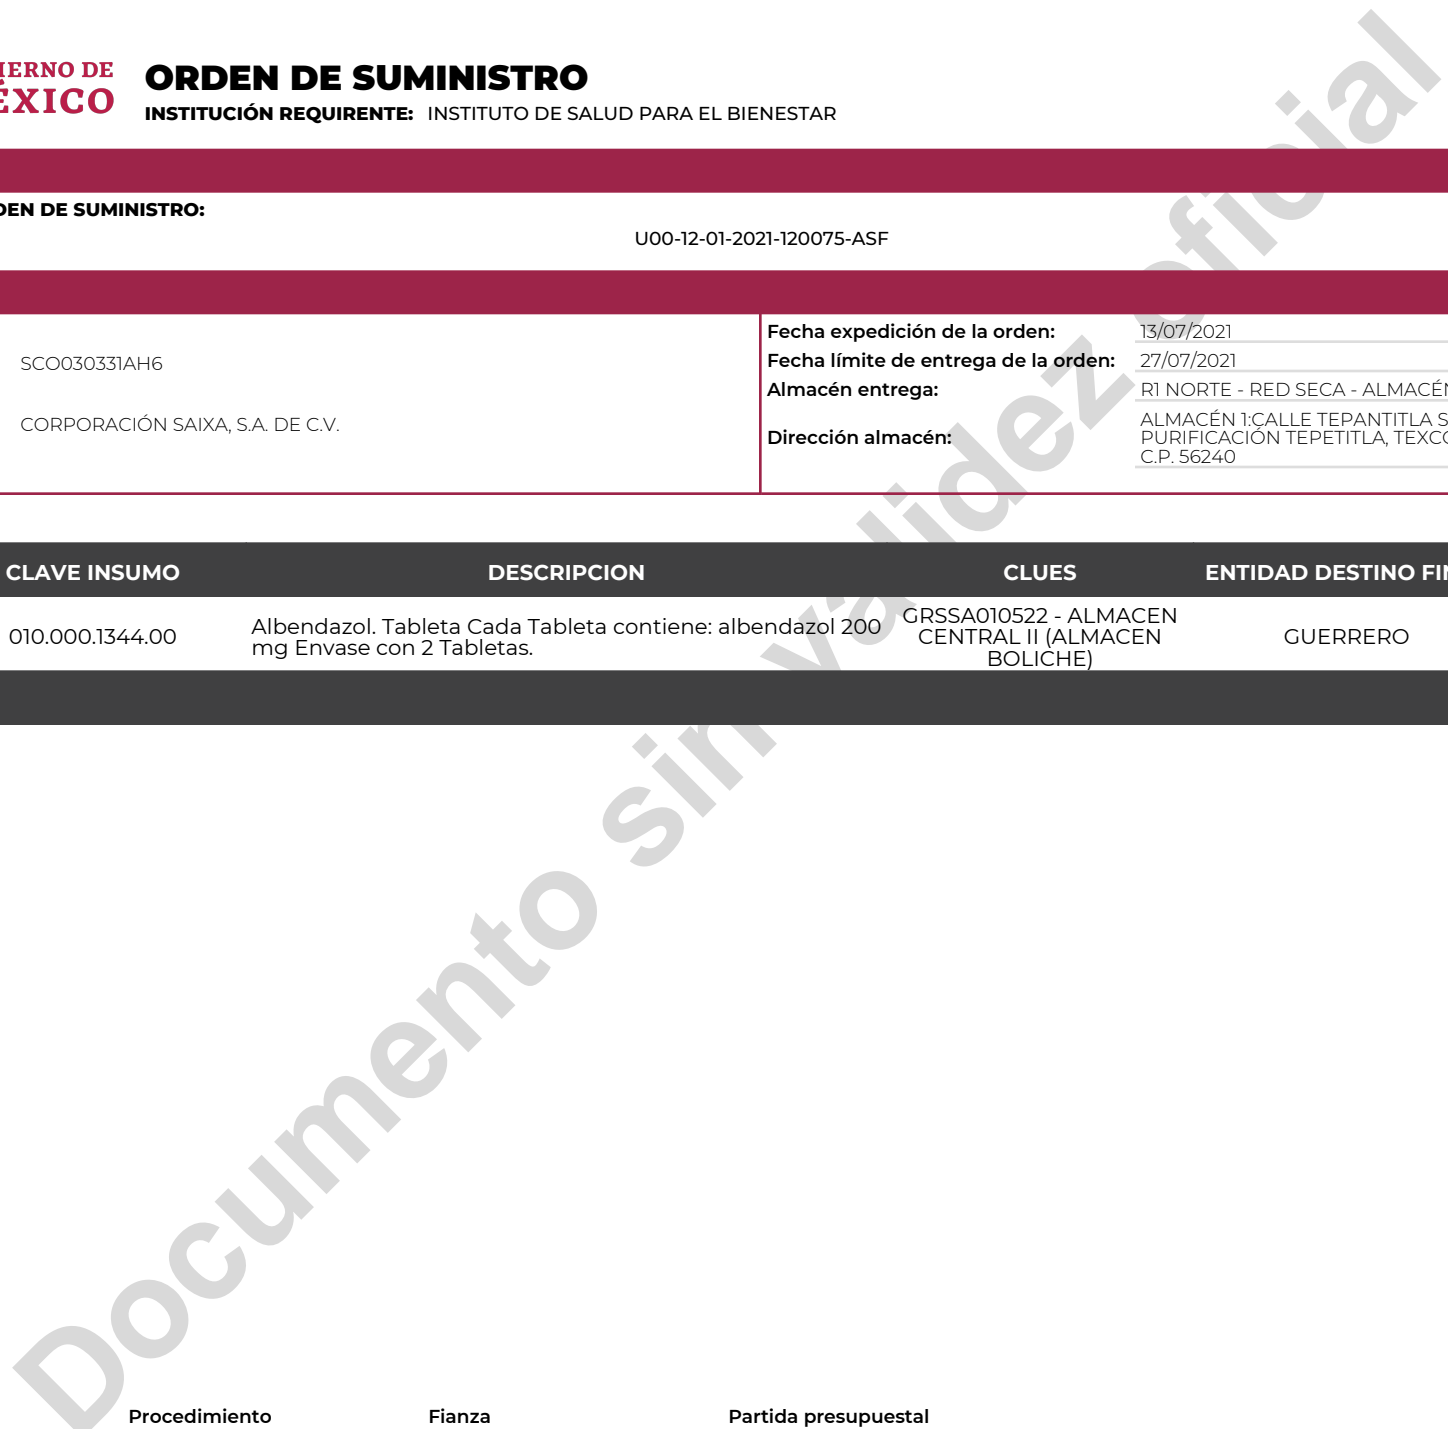 IERNO DE
ÉXICO
ORDEN DE SUMINISTRO
INSTITUCIÓN REQUIRENTE: INSTITUTO DE SALUD PARA EL BIENESTAR
DEN DE SUMINISTRO:
U00-12-01-2021-120075-ASF
SCO030331AH6
CORPORACIÓN SAIXA, S.A. DE C.V.
Fecha expedición de la orden: 13/07/2021
Fecha límite de entrega de la orden: 27/07/2021
Almacén entrega: R1 NORTE - RED SECA - ALMACÉN
Dirección almacén: ALMACÉN 1:CALLE TEPANTITLA S
PURIFICACIÓN TEPETITLA, TEXCO
C.P. 56240
CLAVE INSUMO DESCRIPCION CLUES ENTIDAD DESTINO FIN
010.000.1344.00
Albendazol. Tableta Cada Tableta contiene: albendazol 200
mg Envase con 2 Tabletas.
GRSSA010522 - ALMACEN
CENTRAL II (ALMACEN
BOLICHE)
GUERRERO
Documento sin validez oficial
Procedimiento Fianza Partida presupuestal